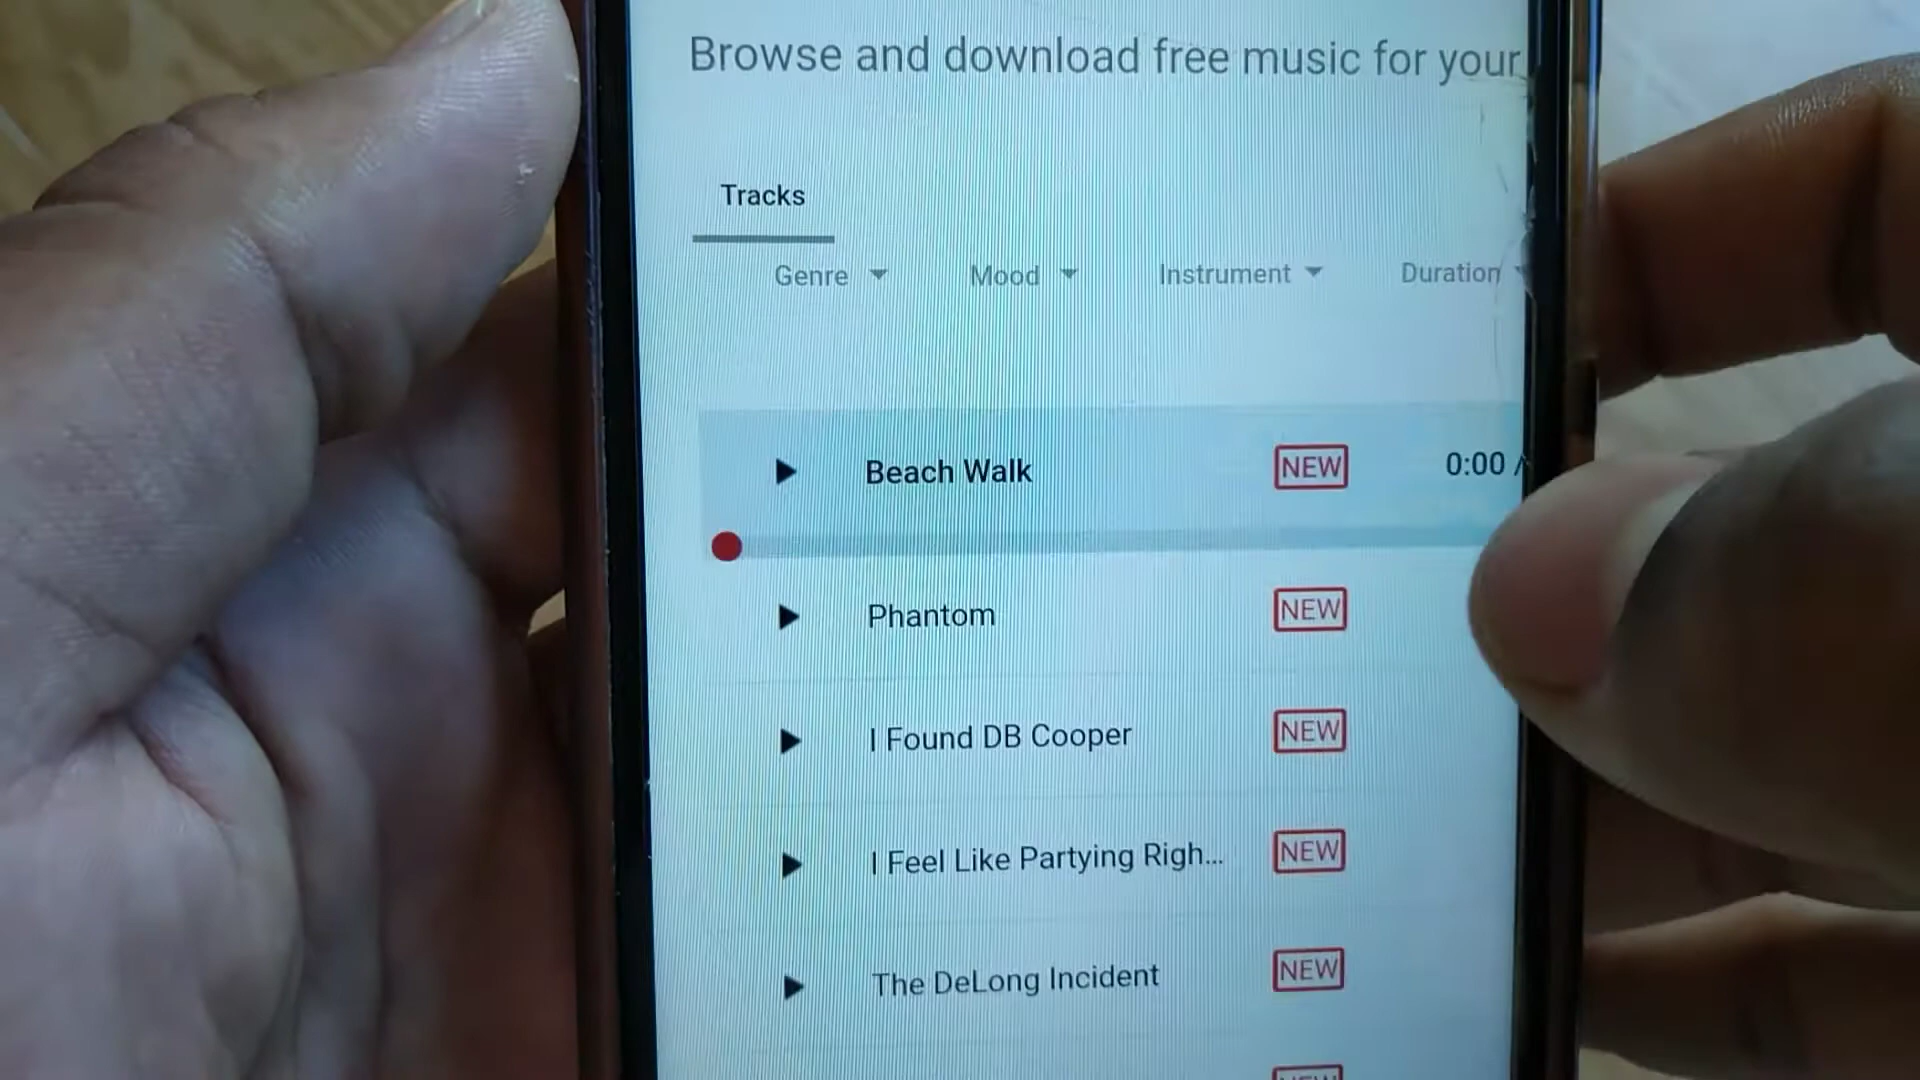 Browse and download free music for your
Tracks
Genre Mood Instrument Duration
Beach Walk NEW 0:00 /
Phantom NEW
I Found DB Cooper NEW
I Feel Like Partying Righ... NEW
The DeLong Incident NEW
NEW